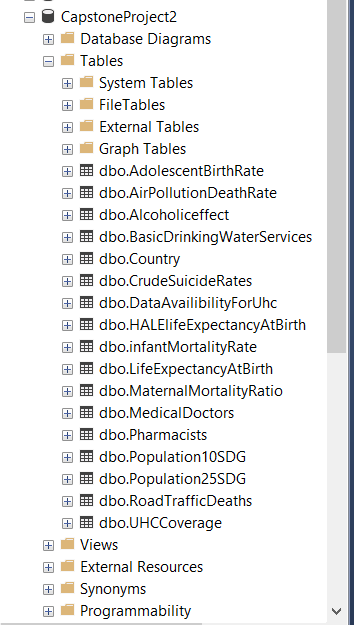 CapstoneProject2
Database Diagrams
Tables
System Tables
FileTables
External Tables
Graph Tables
dbo.AdolescentBirthRate
dbo.AirPollutionDeathRate
dbo.Alcoholiceffect
dbo.BasicDrinkingWaterServices
dbo.Country
dbo.CrudeSuicideRates
dbo.DataAvailibilityForUhc
dbo.HALElifeExpectancyAtBirth
dbo.infantMortalityRate
dbo.LifeExpectancyAtBirth
dbo.MaternalMortalityRatio
dbo.MedicalDoctors
dbo.Pharmacists
dbo.Population10SDG
dbo.Population25SDG
dbo.RoadTrafficDeaths
dbo.UHCCoverage
Views
External Resources
Synonyms
Programmability